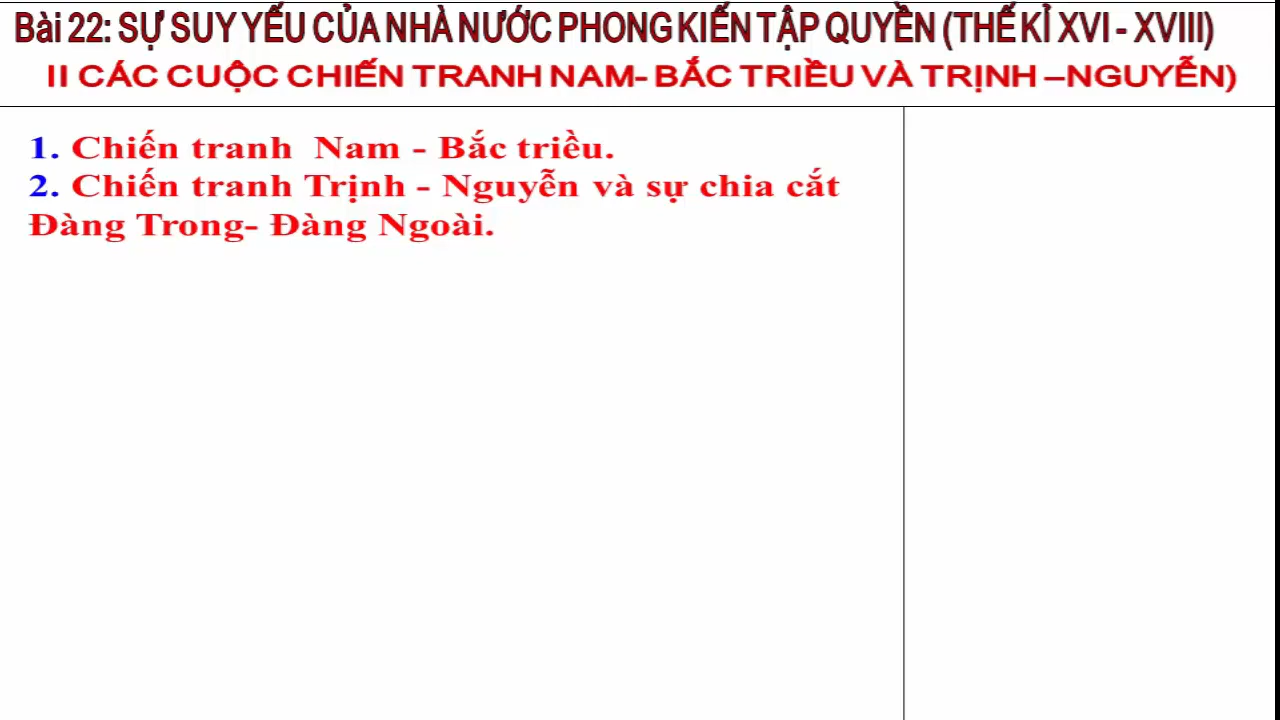 Bài 22: SỰ SUY YẾU CỦA NHÀ NƯỚC PHONG KIẾN TẬP QUYỀN (THẾ KỈ XVI - XVIII)
II CÁC CUỘC CHIẾN TRANH NAM- BẮC TRIỀU VÀ TRỊNH –NGUYỄN)
1. Chiến tranh Nam - Bắc triều.
2. Chiến tranh Trịnh - Nguyễn và sự chia cắt
Đàng Trong- Đàng Ngoài.